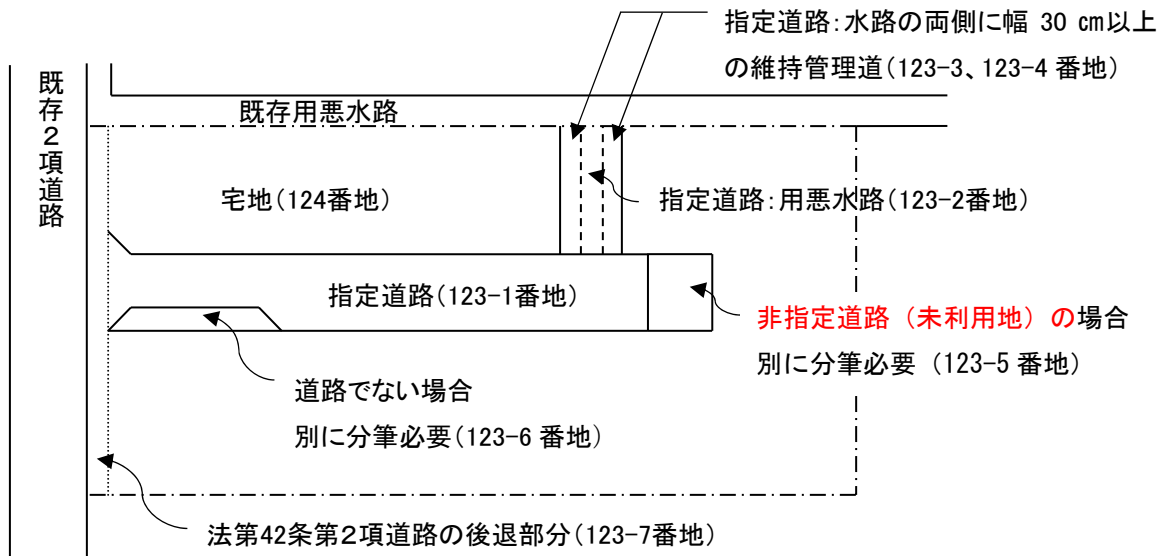 指定道路：水路の両側に幅 30 ㎝以上
の維持管理道（123-3、123-4 番地）
既存２項道路
既存用悪水路
宅地（124番地）
指定道路：用悪水路（123-2番地）
指定道路（123-1番地）
非指定道路（未利用地）の場合
別に分筆必要（123-5 番地）
道路でない場合
別に分筆必要（123-6 番地）
法第42条第２項道路の後退部分（123-7番地）